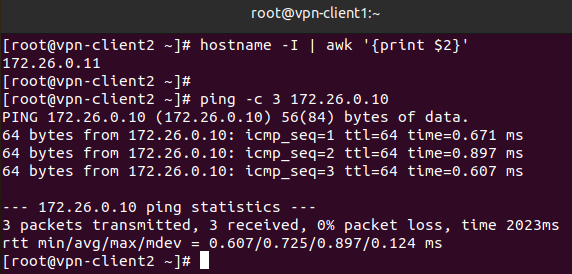 root@vpn-client1:~
[root@vpn-client2 ~]# hostname -I | awk '{print $2}'
172.26.0.11
[root@vpn-client2 ~]#
[root@vpn-client2 ~]# ping -c 3 172.26.0.10
PING 172.26.0.10 (172.26.0.10) 56(84) bytes of data.
64 bytes from 172.26.0.10: icmp_seq=1 ttl=64 time=0.671 ms
64 bytes from 172.26.0.10: icmp_seq=2 ttl=64 time=0.897 ms
64 bytes from 172.26.0.10: icmp_seq=3 ttl=64 time=0.607 ms

--- 172.26.0.10 ping statistics ---
3 packets transmitted, 3 received, 0% packet loss, time 2023ms
rtt min/avg/max/mdev = 0.607/0.725/0.897/0.124 ms
[root@vpn-client2 ~]#